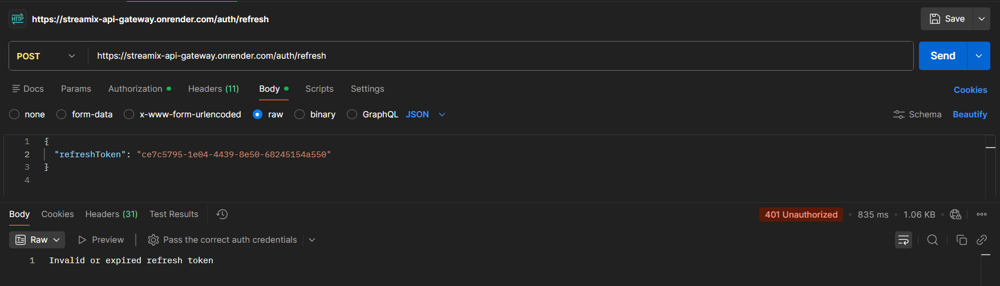 HTTP https://streamix-api-gateway.onrender.com/auth/refresh Save
POST https://streamix-api-gateway.onrender.com/auth/refresh Send
Docs Params Authorization Headers (11) Body Scripts Settings Cookies
none form-data x-www-form-urlencoded raw binary GraphQL JSON Schema Beautify
1 {
2 "refreshToken": "ce7c5795-1e04-4439-8e50-68245154a550"
3 }
4
Body Cookies Headers (31) Test Results 401 Unauthorized 835 ms 1.06 KB
Raw Preview Pass the correct auth credentials
1 Invalid or expired refresh token